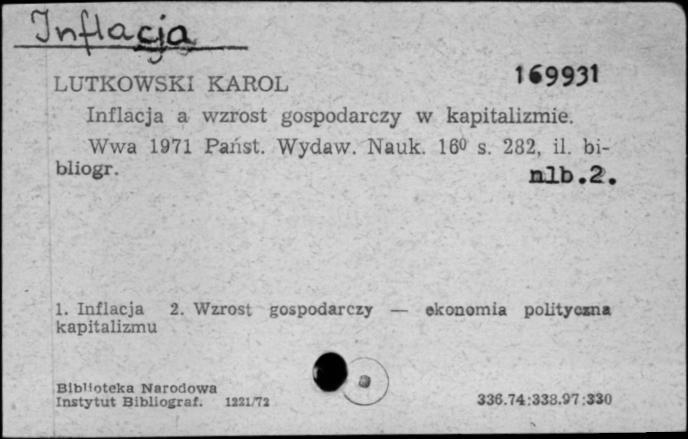 Inflacja
169931
LUTKOWSKI KAROL
Inflacja a wzrost gospodarczy w kapitalizmie.
Wwa 1971 Państ. Wydaw. Nauk. 16⁰ s. 282, il. bi-
bliogr.
nlb.2.
1. Inflacja 2. Wzrost gospodarczy — ekonomia polityczna
kapitalizmu
Biblioteka Narodowa
Instytut Bibliograf. 1221/72
336.74:338.97:330